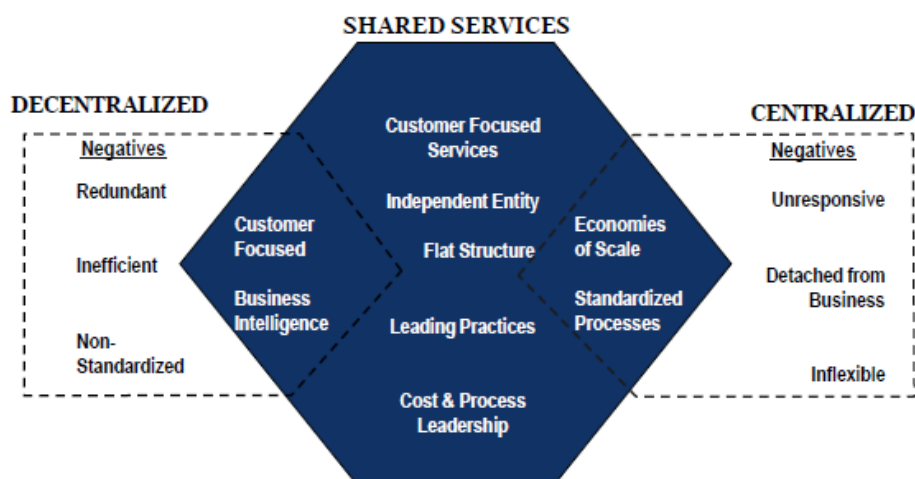 SHARED SERVICES
DECENTRALIZED
Negatives
Redundant
Inefficient
Non-
Standardized
Customer
Focused
Business
Intelligence
Customer Focused
Services
Independent Entity
Flat Structure
Leading Practices
Cost & Process
Leadership
Economies
of Scale
Standardized
Processes
CENTRALIZED
Negatives
Unresponsive
Detached from
Business
Inflexible